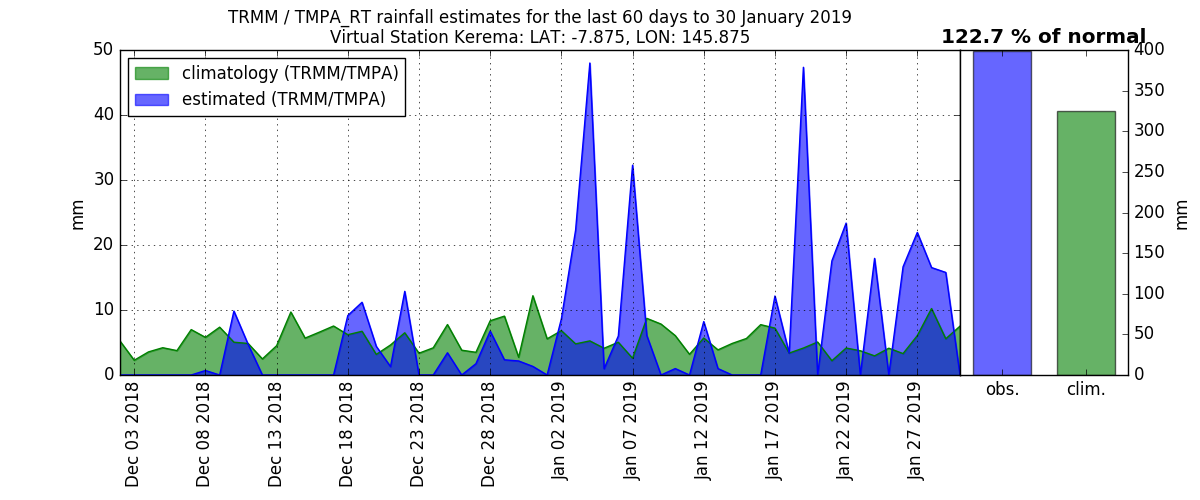 TRMM / TMPA_RT rainfall estimates for the last 60 days to 30 January 2019
Virtual Station Kerema: LAT: -7.875, LON: 145.875
122.7 % of normal
climatology (TRMM/TMPA)
estimated (TRMM/TMPA)
50
40
30
20
10
0
mm
Dec 03 2018
Dec 08 2018
Dec 13 2018
Dec 18 2018
Dec 23 2018
Dec 28 2018
Jan 02 2019
Jan 07 2019
Jan 12 2019
Jan 17 2019
Jan 22 2019
Jan 27 2019
obs.
clim.
400
350
300
250
200
150
100
50
0
mm